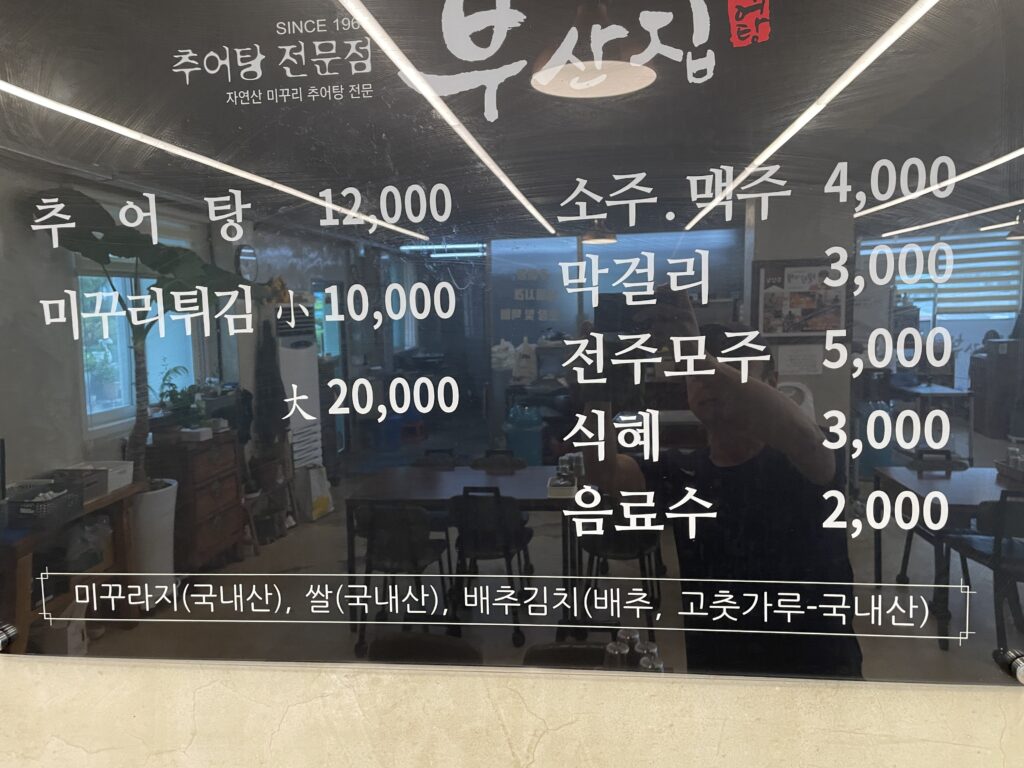 SINCE 196
추어탕 전문점
자연산 미꾸리 추어탕 전문
부산집
어탕
추 어 탕 12,000
미꾸리튀김 小 10,000
大 20,000
소주.맥주 4,000
막걸리 3,000
전주모주 5,000
식혜 3,000
음료수 2,000
미꾸라지(국내산), 쌀(국내산), 배추김치(배추, 고춧가루-국내산)